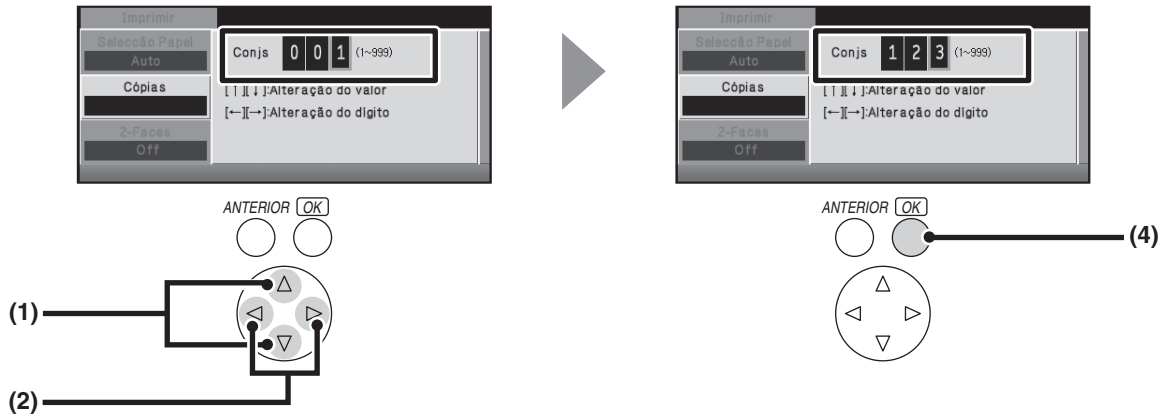 Imprimir
Selecção Papel
Auto
Conjs 0 0 1 (1~999)
Cópias
[↑][↓]:Alteração do valor
[←][→]:Alteração do dígito
2-Faces
Off
ANTERIOR OK
(1)
(2)
Imprimir
Selecção Papel
Auto
Conjs 1 2 3 (1~999)
Cópias
[↑][↓]:Alteração do valor
[←][→]:Alteração do dígito
2-Faces
Off
ANTERIOR OK
(4)